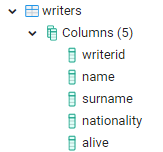 writers
Columns (5)
writerid
name
surname
nationality
alive